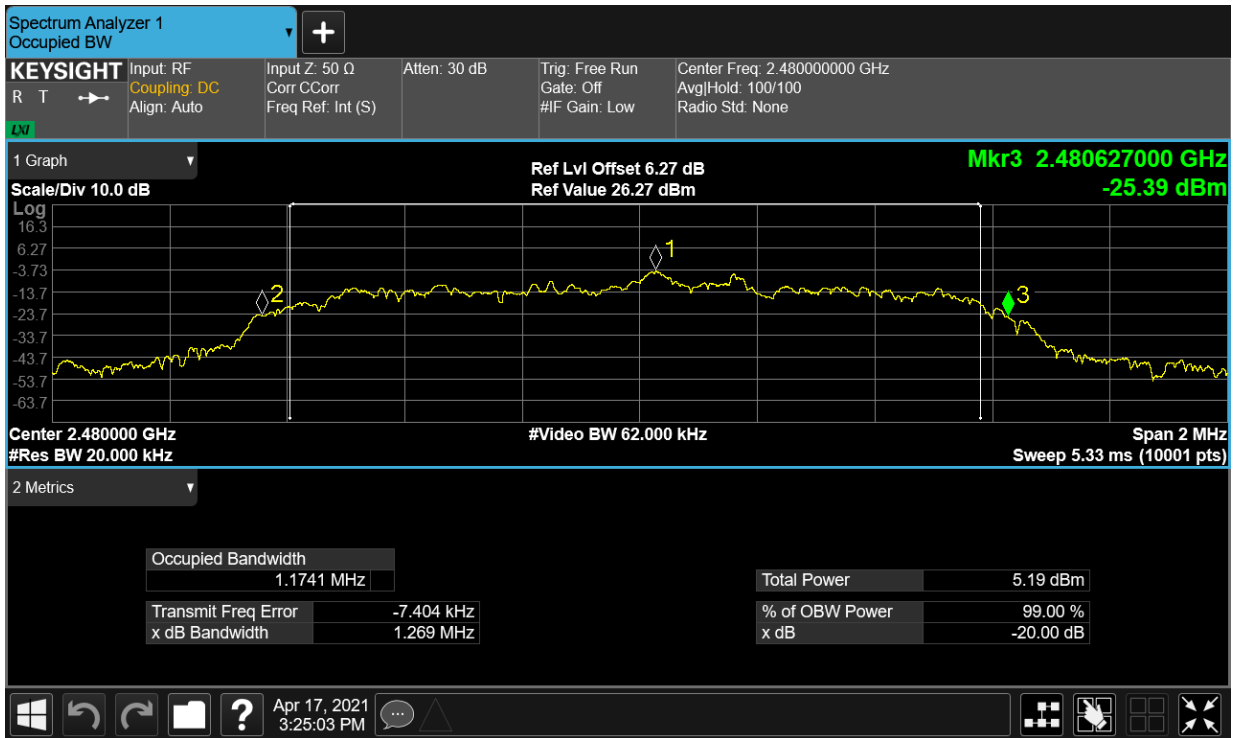 Spectrum Analyzer 1
Occupied BW
KEYSIGHT
R T
LXI
Input: RF
Coupling: DC
Align: Auto
Input Z: 50 Ω
Corr CCorr
Freq Ref: Int (S)
Atten: 30 dB
Trig: Free Run
Gate: Off
#IF Gain: Low
Center Freq: 2.480000000 GHz
Avg|Hold: 100/100
Radio Std: None
1 Graph
Scale/Div 10.0 dB
Ref Lvl Offset 6.27 dB
Ref Value 26.27 dBm
Mkr3 2.480627000 GHz
-25.39 dBm
Log
16.3
6.27
-3.73
-13.7
-23.7
-33.7
-43.7
-53.7
-63.7
2
1
3
Center 2.480000 GHz
#Res BW 20.000 kHz
#Video BW 62.000 kHz
Span 2 MHz
Sweep 5.33 ms (10001 pts)
2 Metrics
Occupied Bandwidth
1.1741 MHz
Transmit Freq Error -7.404 kHz
x dB Bandwidth 1.269 MHz
Total Power 5.19 dBm
% of OBW Power 99.00 %
x dB -20.00 dB
?
Apr 17, 2021
3:25:03 PM